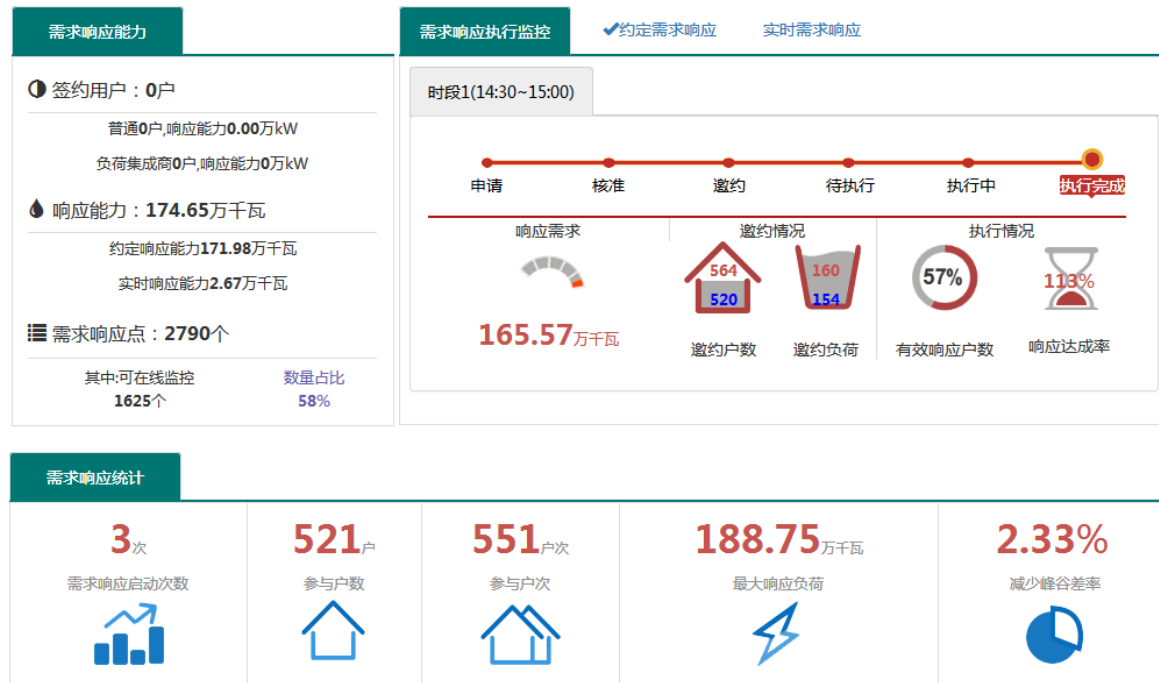 需求响应能力
签约用户：0户
普通0户,响应能力0.00万kW
负荷集成商0户,响应能力0万kW
响应能力：174.65万千瓦
约定响应能力171.98万千瓦
实时响应能力2.67万千瓦
需求响应点：2790个
其中:可在线监控 数量占比
1625个 58%
需求响应执行监控 约定需求响应 实时需求响应
时段1(14:30~15:00)
申请 核准 邀约 待执行 执行中 执行完成
响应需求 邀约情况 执行情况
564 160 57% 113%
520 154
165.57万千瓦
邀约户数 邀约负荷 有效响应户数 响应达成率
需求响应统计
3次 521户 551户次 188.75万千瓦 2.33%
需求响应启动次数 参与户数 参与户次 最大响应负荷 减少峰谷差率